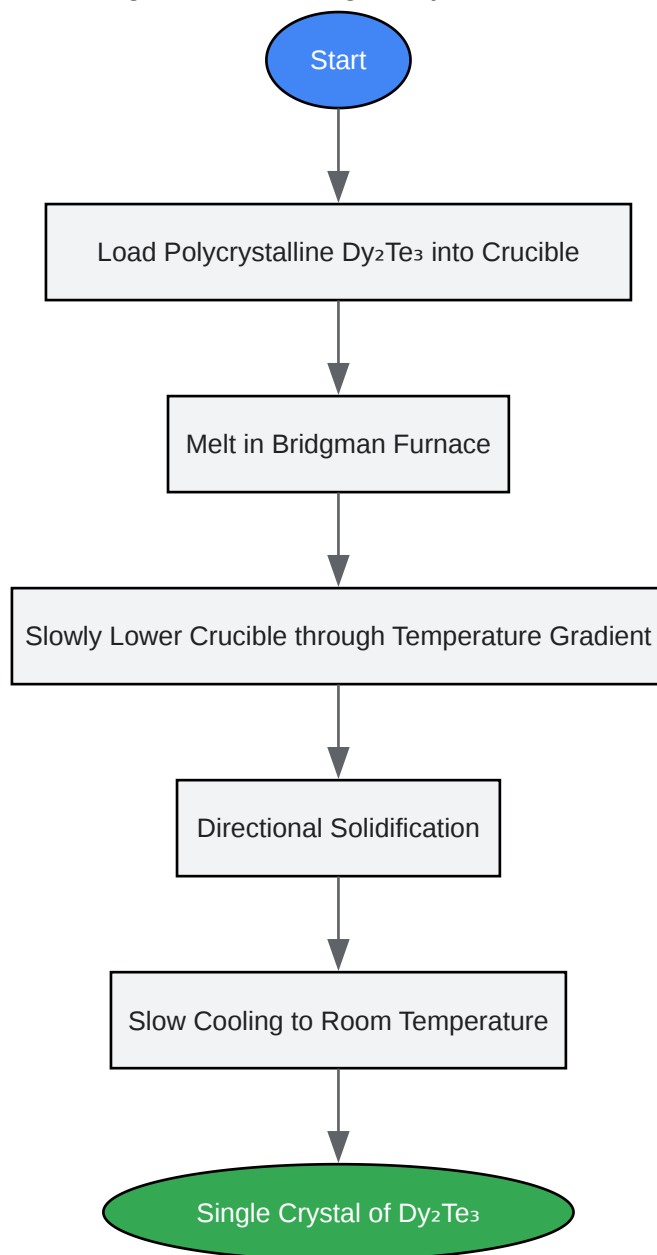 Start
Load Polycrystalline Dy₂Te₃ into Crucible
Melt in Bridgman Furnace
Slowly Lower Crucible through Temperature Gradient
Directional Solidification
Slow Cooling to Room Temperature
Single Crystal of Dy₂Te₃